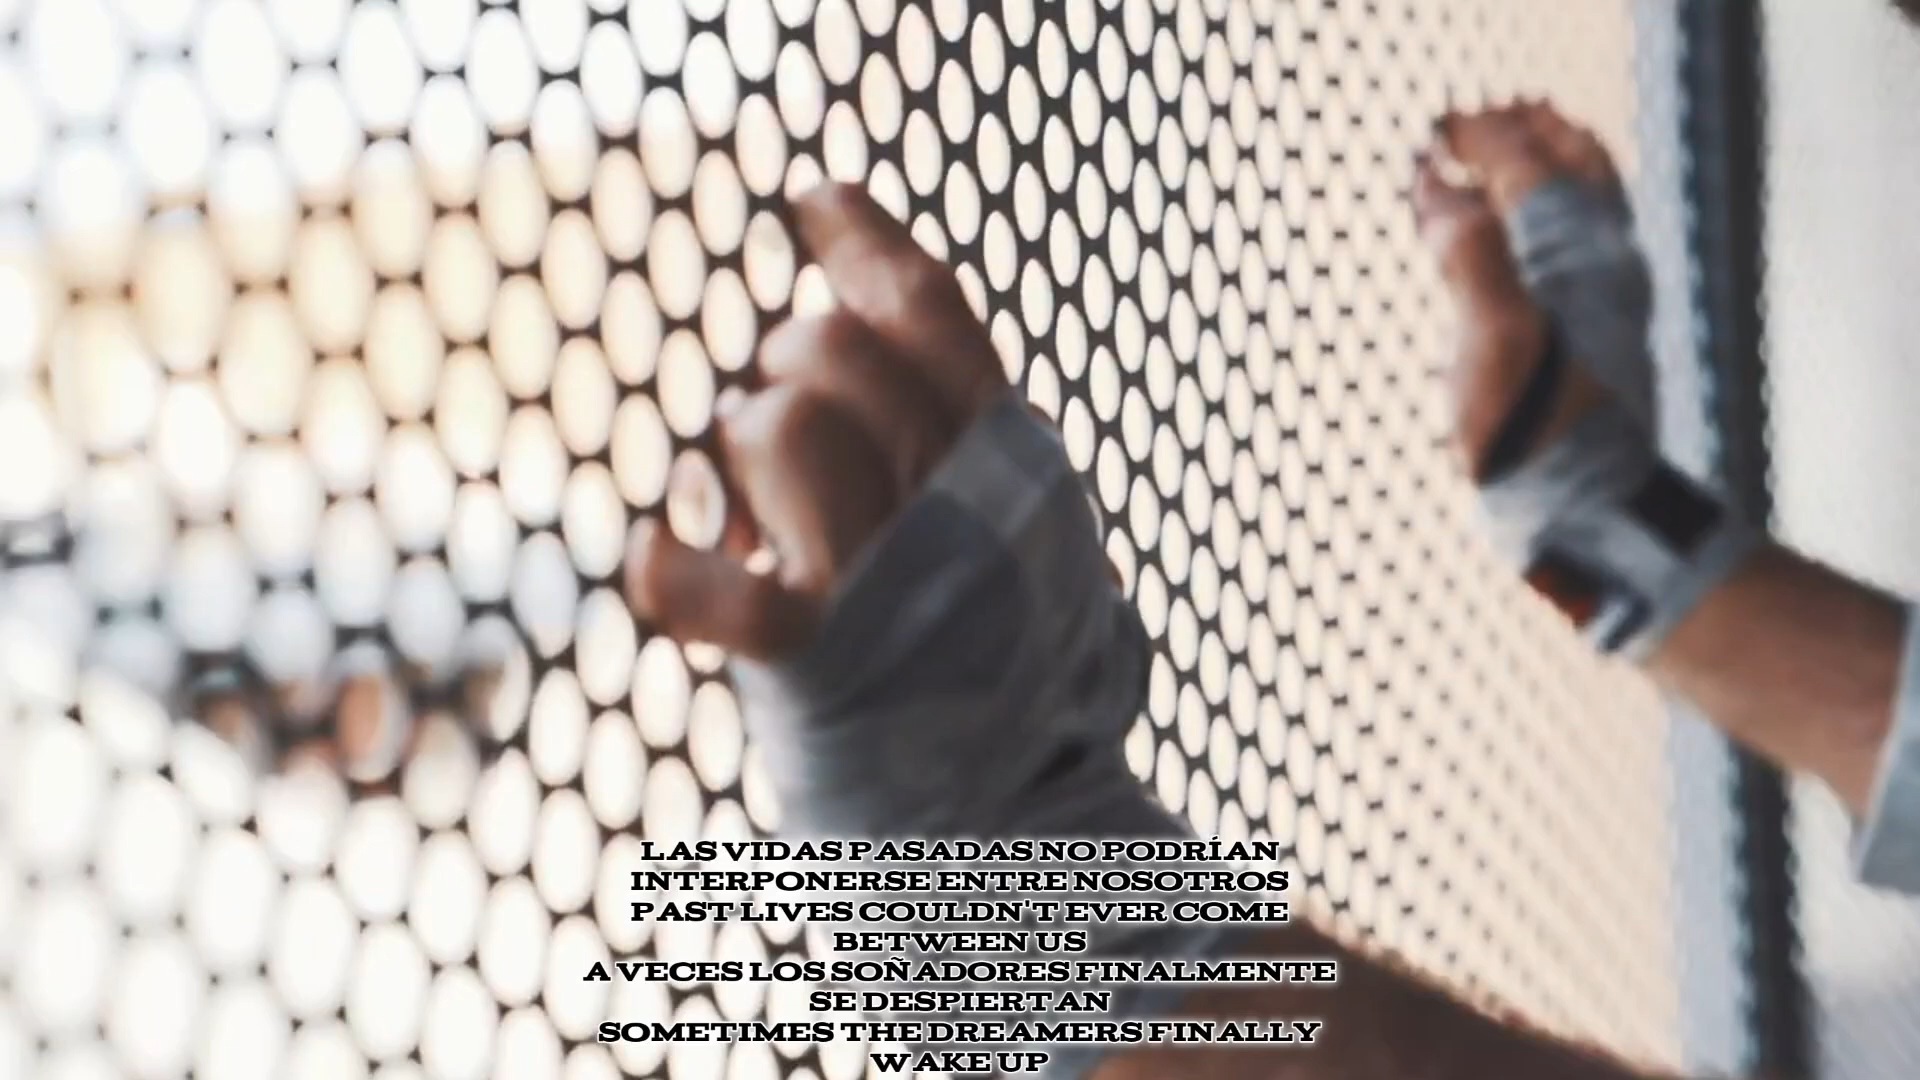 LAS VIDAS PASADAS NO PODRÍAN
INTERPONERSE ENTRE NOSOTROS
PAST LIVES COULDN'T EVER COME
BETWEEN US
A VECES LOS SOÑADORES FINALMENTE
SE DESPIERTAN
SOMETIMES THE DREAMERS FINALLY
WAKE UP